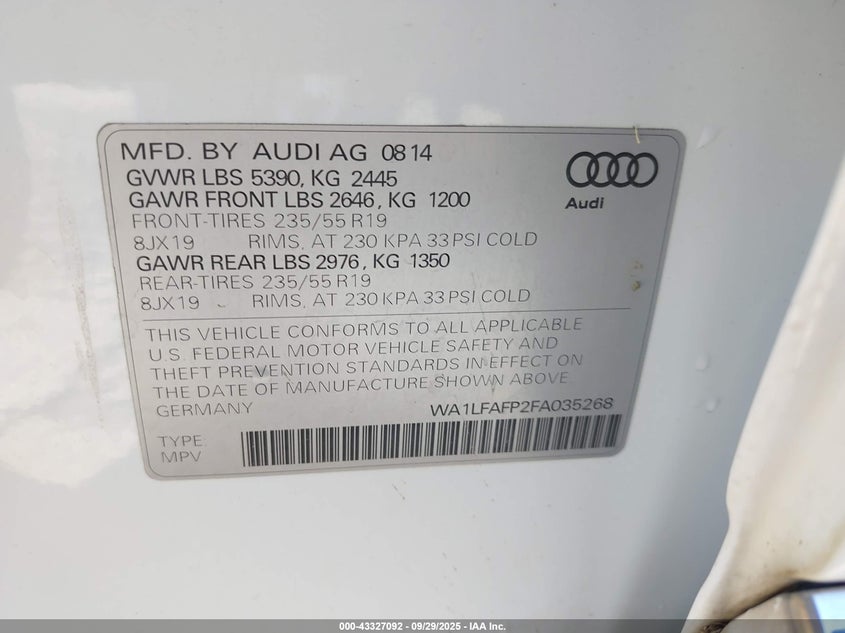 MFD. BY AUDI AG 08 14
GVWR LBS 5390, KG 2445
GAWR FRONT LBS 2646, KG 1200
FRONT-TIRES 235/55 R19
8JX19 RIMS, AT 230 KPA 33 PSI COLD
GAWR REAR LBS 2976, KG 1350
REAR-TIRES 235/55 R19
8JX19 RIMS, AT 230 KPA 33 PSI COLD
Audi
THIS VEHICLE CONFORMS TO ALL APPLICABLE
U.S. FEDERAL MOTOR VEHICLE SAFETY AND
THEFT PREVENTION STANDARDS IN EFFECT ON
THE DATE OF MANUFACTURE SHOWN ABOVE.
GERMANY WA1LFAFP2FA035268
TYPE:
MPV
000-43327092 - 09/29/2025 - IAA Inc.